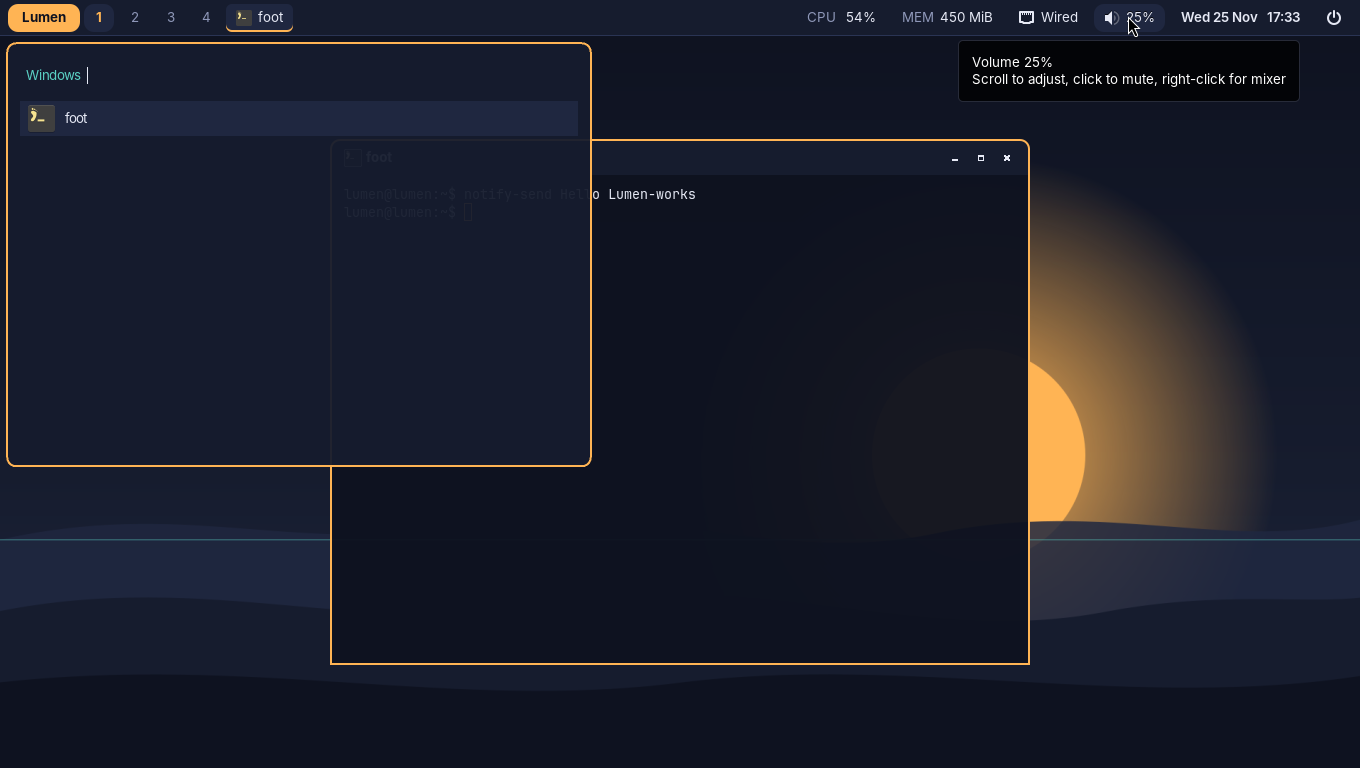 Lumen 1 2 3 4 foot CPU 54% MEM 450 MiB Wired 25% Wed 25 Nov 17:33
Volume 25%
Scroll to adjust, click to mute, right-click for mixer
Windows
foot
foot
lumen@lumen:~$ notify-send Hello Lumen-works
lumen@lumen:~$